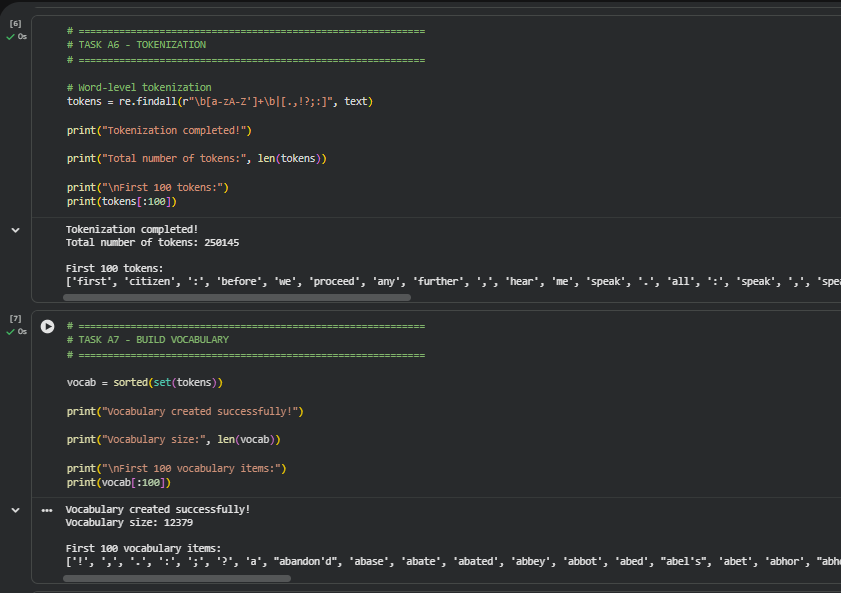 [6]
0s
# ======================================================
# TASK A6 - TOKENIZATION
# ======================================================
# Word-level tokenization
tokens = re.findall(r"\b[a-zA-Z']+\b|[.,!?;:]", text)
print("Tokenization completed!")
print("Total number of tokens:", len(tokens))
print("\nFirst 100 tokens:")
print(tokens[:100])
Tokenization completed!
Total number of tokens: 250145
First 100 tokens:
['first', 'citizen', ':', 'before', 'we', 'proceed', 'any', 'further', ',', 'hear', 'me', 'speak', '.', 'all', ':', 'speak', ',', 'spea
[7]
0s
# ======================================================
# TASK A7 - BUILD VOCABULARY
# ======================================================
vocab = sorted(set(tokens))
print("Vocabulary created successfully!")
print("Vocabulary size:", len(vocab))
print("\nFirst 100 vocabulary items:")
print(vocab[:100])
Vocabulary created successfully!
Vocabulary size: 12379
First 100 vocabulary items:
['!', ',', '.', ':', ';', '?', 'a', "abandon'd", 'abase', 'abate', 'abated', 'abbey', 'abbot', 'abed', "abel's", 'abet', 'abhor', "abho